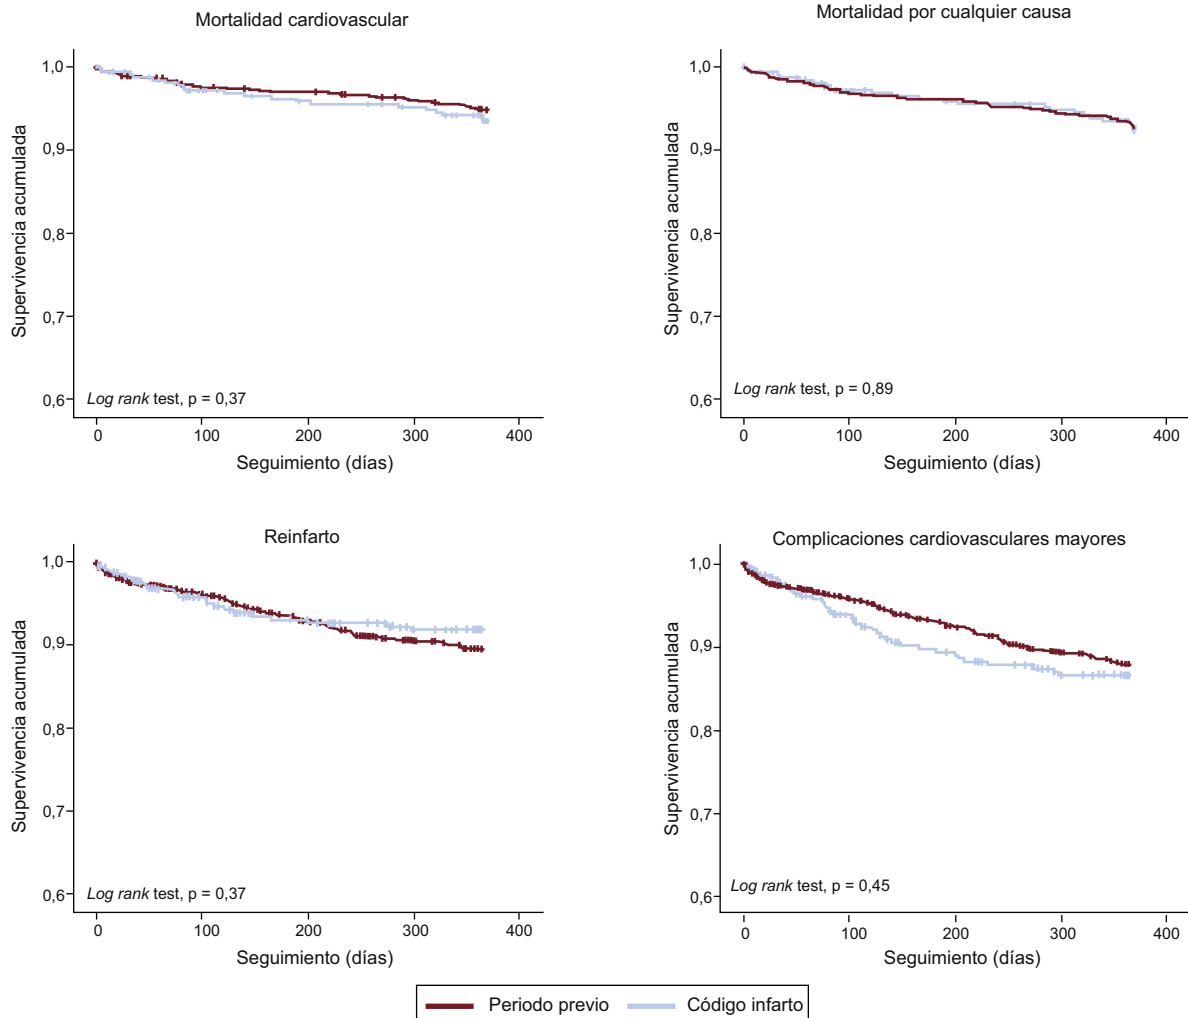 Mortalidad cardiovascular
Supervivencia acumulada
1,0
0,9
0,8
0,7
0,6
Log rank test, p = 0,37
0 100 200 300 400
Seguimiento (días)
Mortalidad por cualquier causa
Supervivencia acumulada
1,0
0,9
0,8
0,7
0,6
Log rank test, p = 0,89
0 100 200 300 400
Seguimiento (días)
Reinfarto
Supervivencia acumulada
1,0
0,9
0,8
0,7
0,6
Log rank test, p = 0,37
0 100 200 300 400
Seguimiento (días)
Complicaciones cardiovasculares mayores
Supervivencia acumulada
1,0
0,9
0,8
0,7
0,6
Log rank test, p = 0,45
0 100 200 300 400
Seguimiento (días)
Periodo previo Código infarto